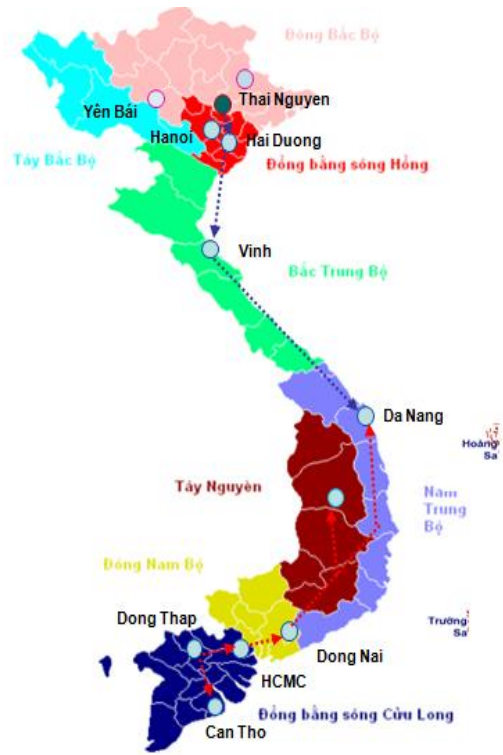 Đông Bắc Bộ
Thai Nguyen
Yên Bái
Hanoi
Hai Duong
Tây Bắc Bộ
Đồng bằng sông Hồng
Vinh
Bắc Trung Bộ
Da Nang
Hoàng
Sa
Tây Nguyên
Nam
Trung
Bộ
Đông Nam Bộ
Dong Thap
Trường
Sa
Dong Nai
HCMC
Đồng bằng sông Cửu Long
Can Tho